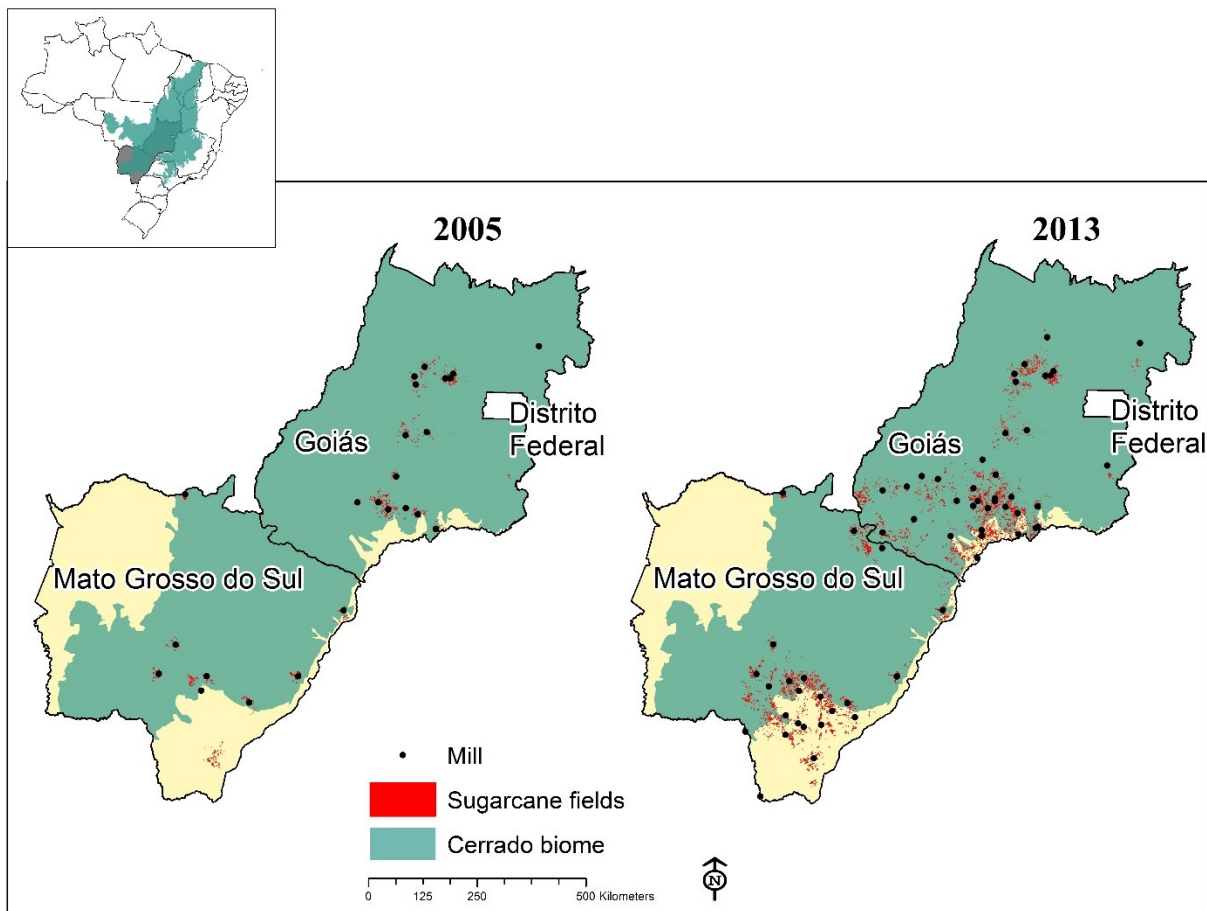 2005
2013
Goiás
Distrito
Federal
Mato Grosso do Sul
Goiás
Distrito
Federal
Mato Grosso do Sul
Mill
Sugarcane fields
Cerrado biome
0 125 250 500 Kilometers
N